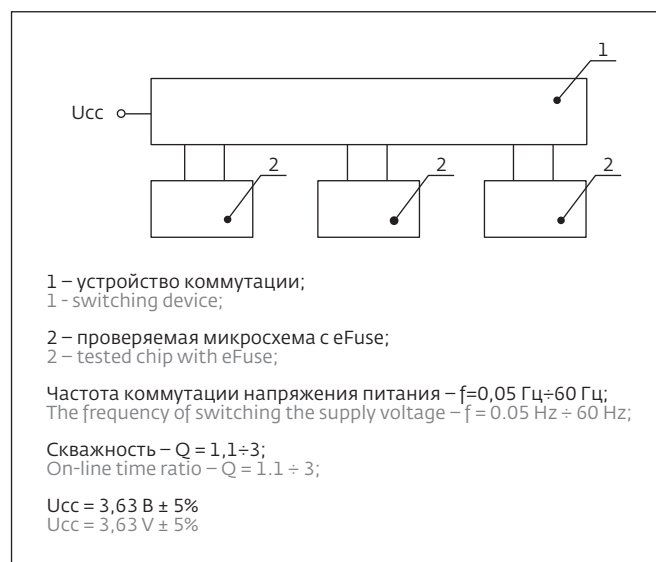 1
Ucc
2
2
2
1 – устройство коммутации;
1 - switching device;
2 – проверяемая микросхема с eFuse;
2 – tested chip with eFuse;
Частота коммутации напряжения питания – f=0,05 Гц÷60 Гц;
The frequency of switching the supply voltage – f = 0.05 Hz ÷ 60 Hz;
Скважность – Q = 1,1÷3;
On-line time ratio – Q = 1.1 ÷ 3;
Ucc = 3,63 В ± 5%
Ucc = 3,63 V ± 5%